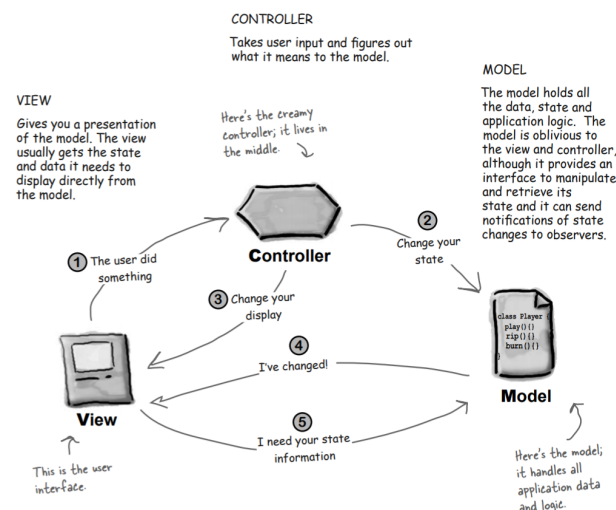 CONTROLLER
Takes user input and figures out
what it means to the model.
VIEW
Gives you a presentation
of the model. The view
usually gets the state
and data it needs to
display directly from
the model.
Here's the creamy
controller; it lives in
the middle.
MODEL
The model holds all
the data, state and
application logic. The
model is oblivious to
the view and controller,
although it provides an
interface to manipulate
and retrieve its
state and it can send
notifications of state
changes to observers.
Controller
1 The user did
something
2
Change your
state
3 Change your
display
4
I've changed!
5
I need your state
information
View
This is the user
interface.
class Player {
play(){}
rip(){}
burn(){}
}
Model
Here's the model;
it handles all
application data
and logic.